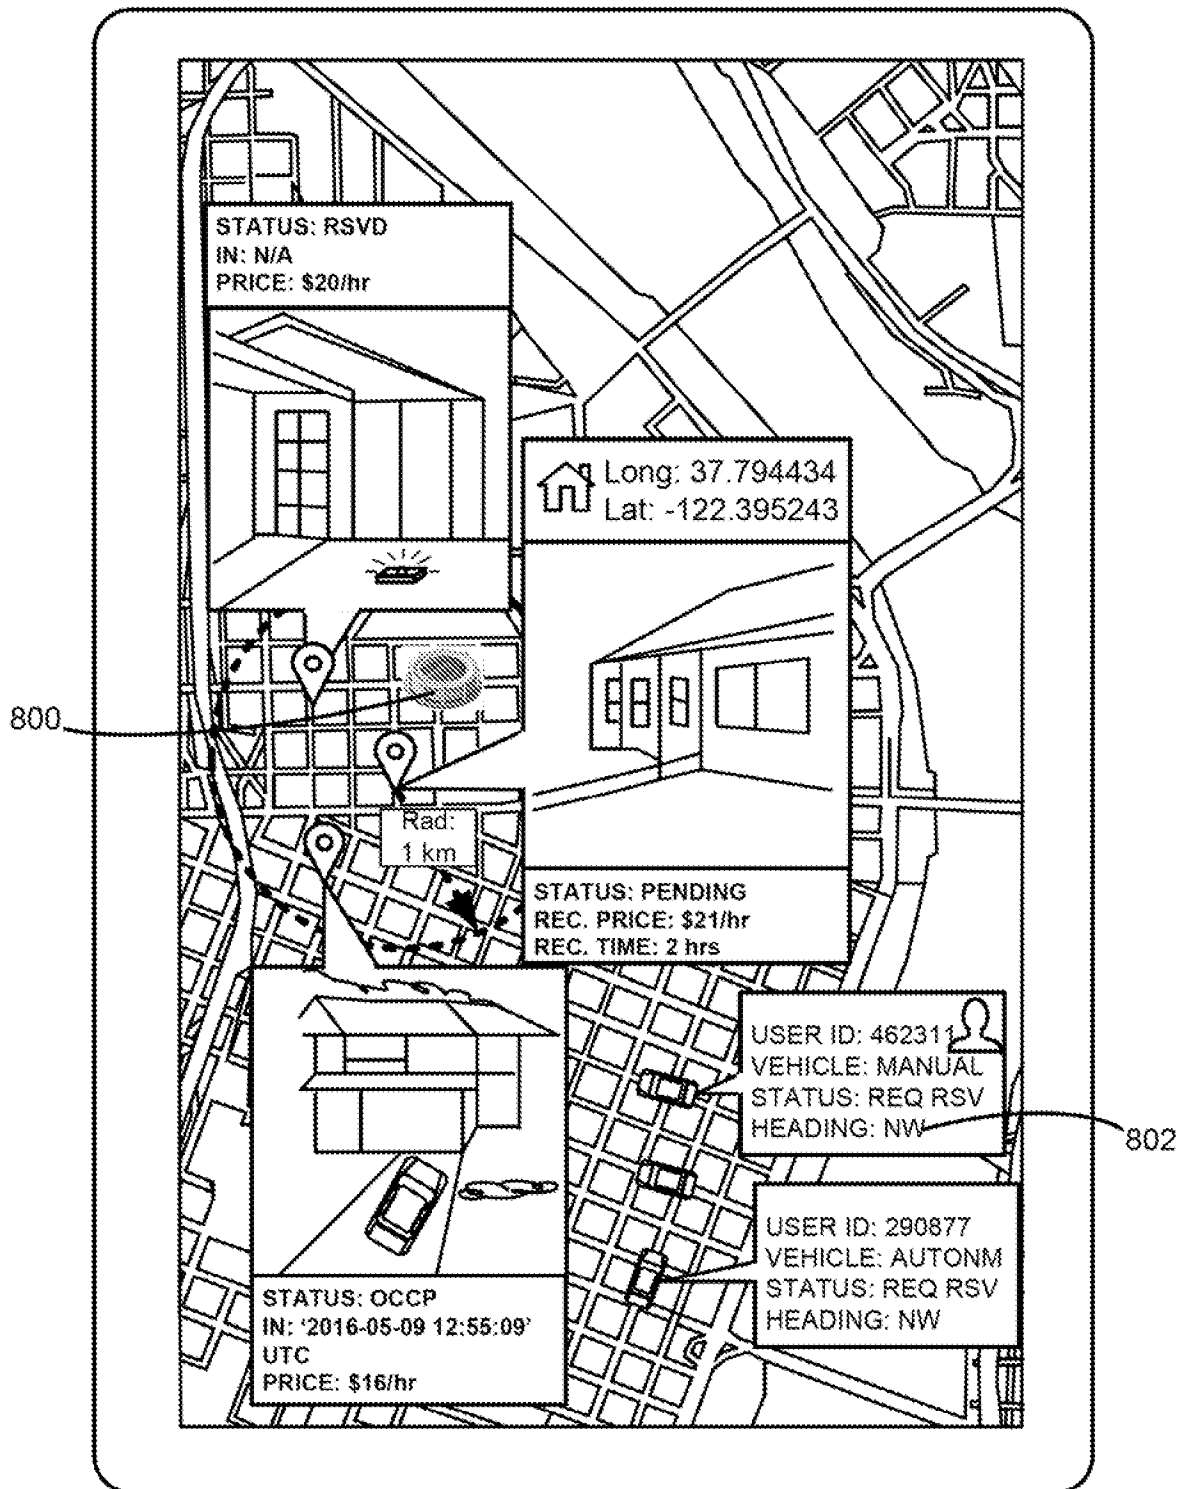 STATUS: RSVD
IN: N/A
PRICE: $20/hr
Long: 37.794434
Lat: -122.395243
800
Rad:
1 km
STATUS: PENDING
REC. PRICE: $21/hr
REC. TIME: 2 hrs
USER ID: 462311
VEHICLE: MANUAL
STATUS: REQ RSV
HEADING: NW
802
USER ID: 290877
VEHICLE: AUTONM
STATUS: REQ RSV
HEADING: NW
STATUS: OCCP
IN: ‘2016-05-09 12:55:09’
UTC
PRICE: $16/hr